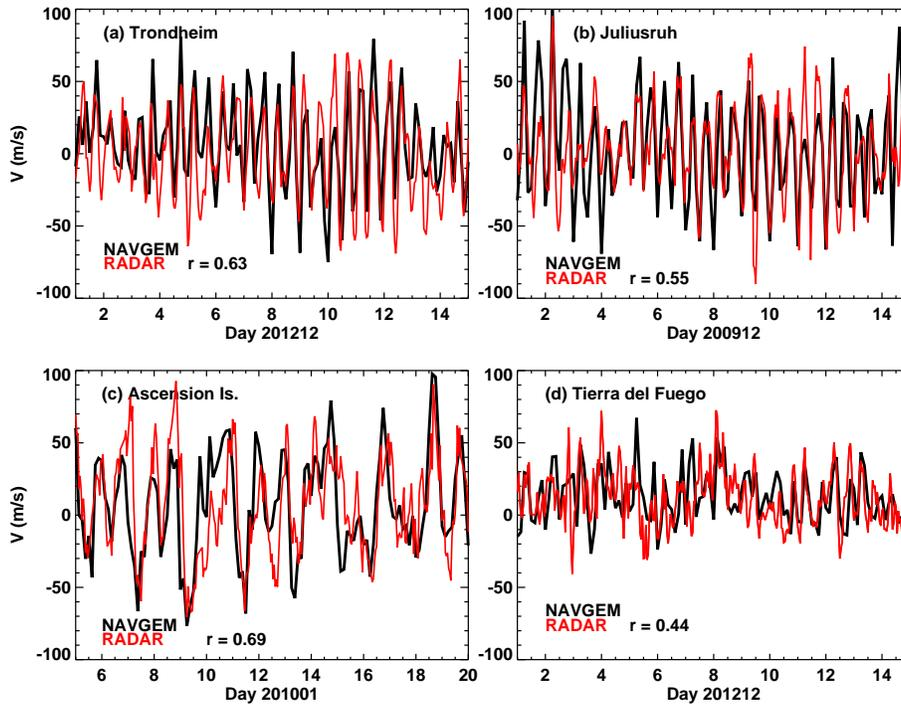 (a) Trondheim
100
50
0
-50
-100
V (m/s)
NAVGEM
RADAR r = 0.63
2 4 6 8 10 12 14
Day 201212
(b) Juliusruh
100
50
0
-50
-100
NAVGEM
RADAR r = 0.55
2 4 6 8 10 12 14
Day 200912
(c) Ascension Is.
100
50
0
-50
-100
V (m/s)
NAVGEM
RADAR r = 0.69
6 8 10 12 14 16 18 20
Day 201001
(d) Tierra del Fuego
100
50
0
-50
-100
NAVGEM
RADAR r = 0.44
2 4 6 8 10 12 14
Day 201212